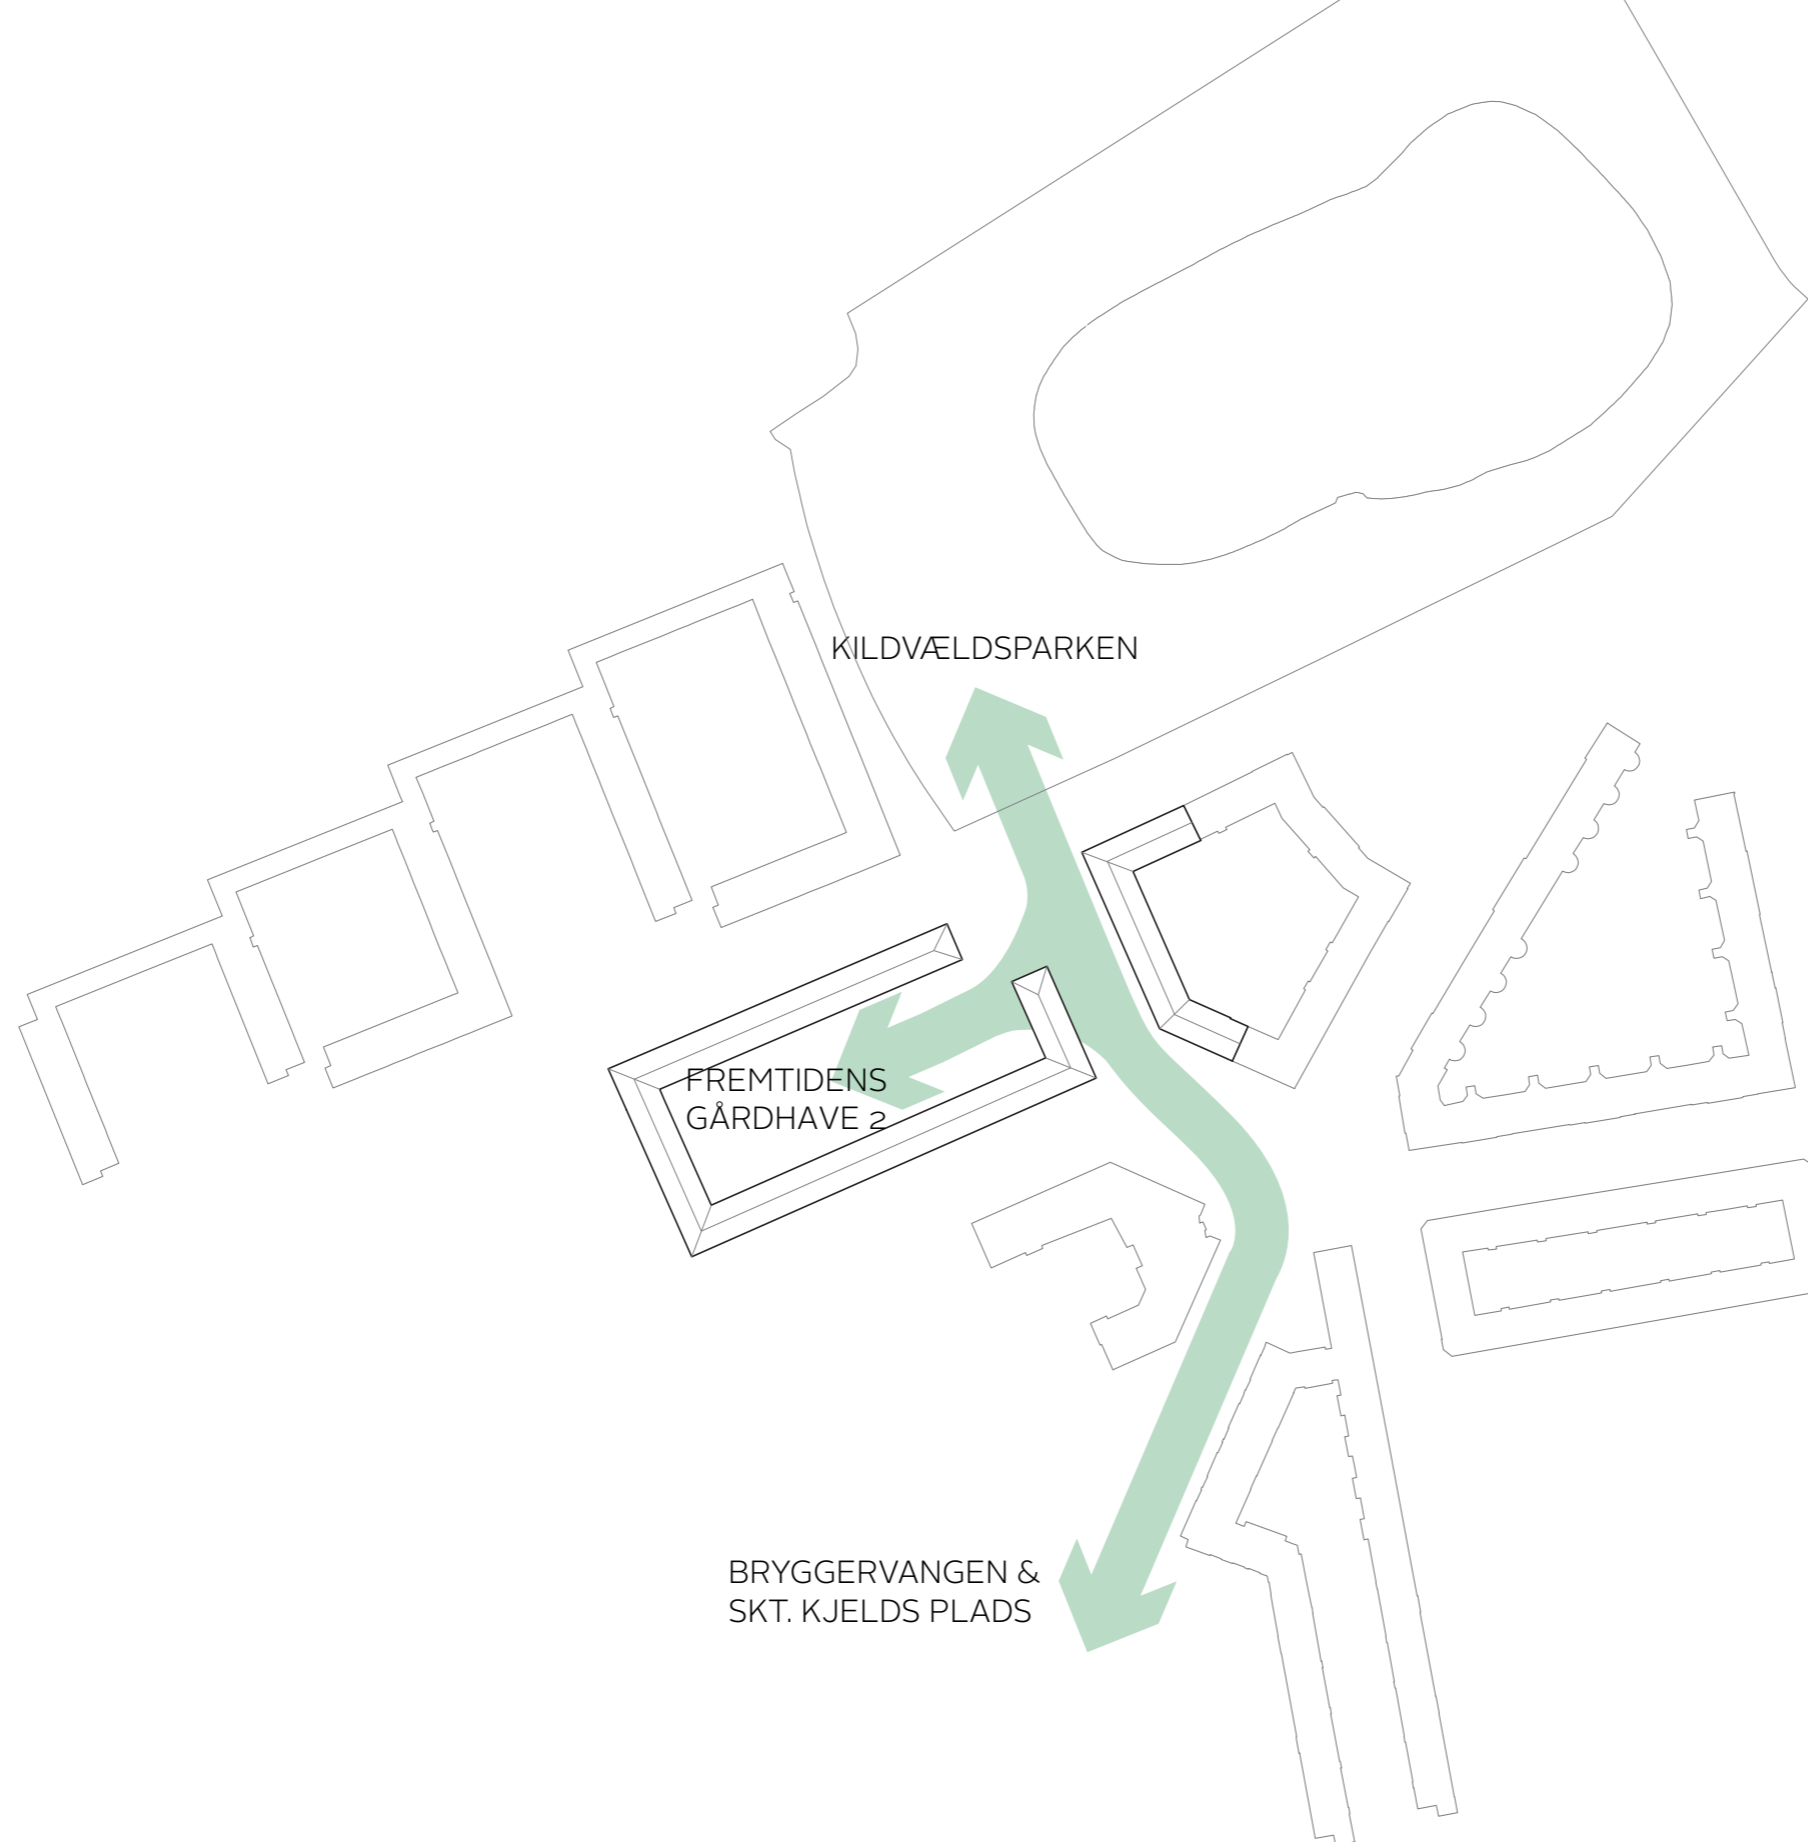 KILDVÆLDSPARKEN
FREMTIDENS
GÅRDHAVE 2
BRYGGERVANGEN &
SKT. KJELDS PLADS